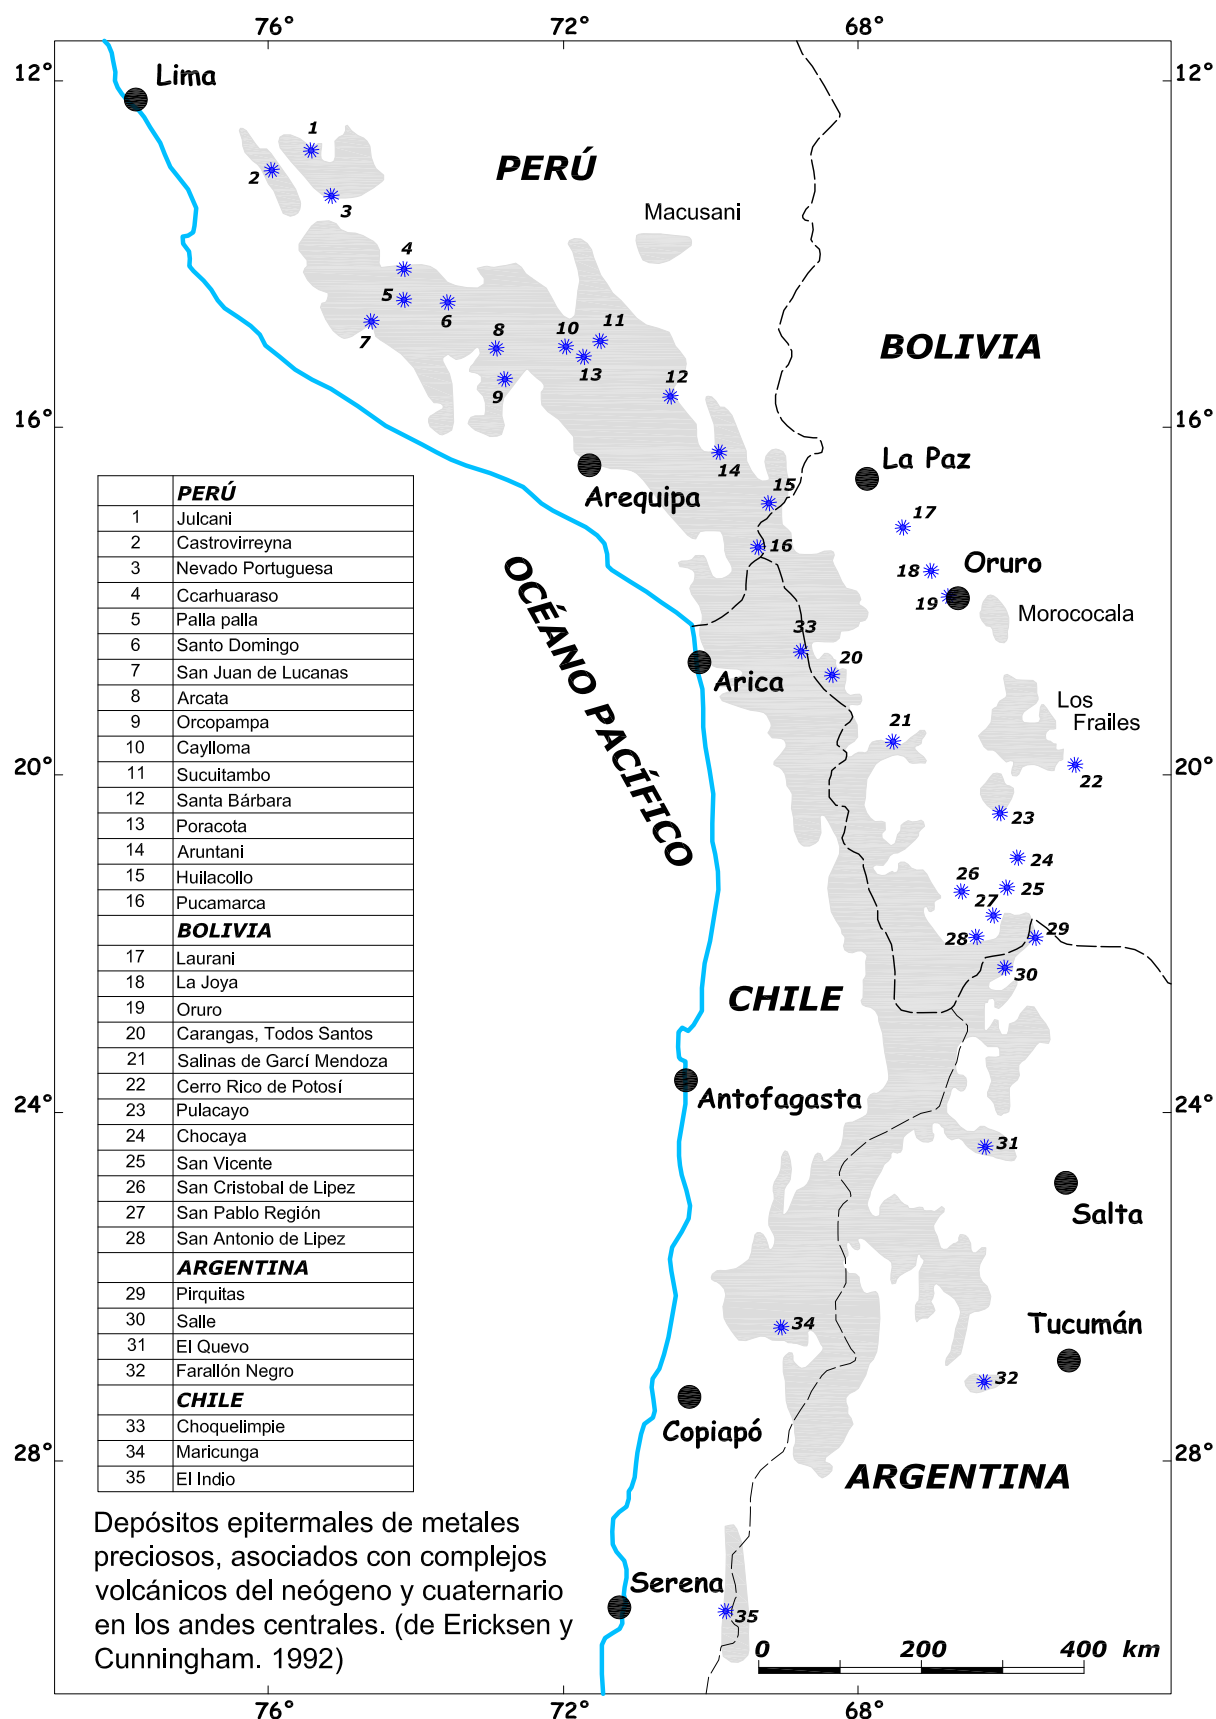 76°
72°
68°
12°
12°
Lima
1
PERÚ
2
3
Macusani
4
5
6
7
8
9
10
11
13
12
BOLIVIA
16°
16°
14
La Paz
15
Arequipa
17
16
18
Oruro
19
Morococala
OCÉANO PACÍFICO
33
20
Arica
21
Los
Frailes
20°
20°
22
23
24
26
25
27
28
29
30
CHILE
Antofagasta
24°
24°
31
Salta
34
Tucumán
32
Copiapó
28°
28°
ARGENTINA
Serena
35
0 200 400 km
76°
72°
68°
PERÚ
1 Julcani
2 Castrovirreyna
3 Nevado Portuguesa
4 Ccarhuaraso
5 Palla palla
6 Santo Domingo
7 San Juan de Lucanas
8 Arcata
9 Orcopampa
10 Caylloma
11 Sucuitambo
12 Santa Bárbara
13 Poracota
14 Aruntani
15 Huilacollo
16 Pucamarca
BOLIVIA
17 Laurani
18 La Joya
19 Oruro
20 Carangas, Todos Santos
21 Salinas de Garcí Mendoza
22 Cerro Rico de Potosí
23 Pulacayo
24 Chocaya
25 San Vicente
26 San Cristobal de Lipez
27 San Pablo Región
28 San Antonio de Lipez
ARGENTINA
29 Pirquitas
30 Salle
31 El Quevo
32 Farallón Negro
CHILE
33 Choquelimpie
34 Maricunga
35 El Indio
Depósitos epitermales de metales
preciosos, asociados con complejos
volcánicos del neógeno y cuaternario
en los andes centrales. (de Ericksen y
Cunningham. 1992)